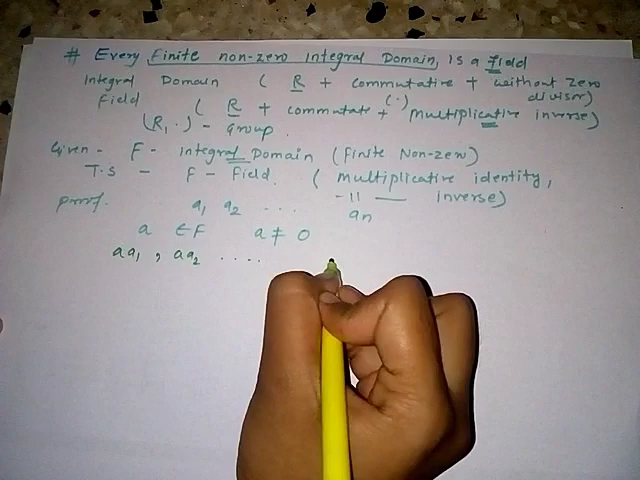 # Every Finite non-zero Integral Domain, is a field
Integral Domain ( R + commutative + without zero divisor)
Field ( R + commutate + (·) multiplicative inverse)
(R, ·) - Group.
Given - F - Integral Domain (Finite Non-zero)
T.S - F - Field. ( multiplicative identity,
-11 — inverse)
Proof. a1 a2 ... an
a ∈ F a ≠ 0
aa1, aa2 ....